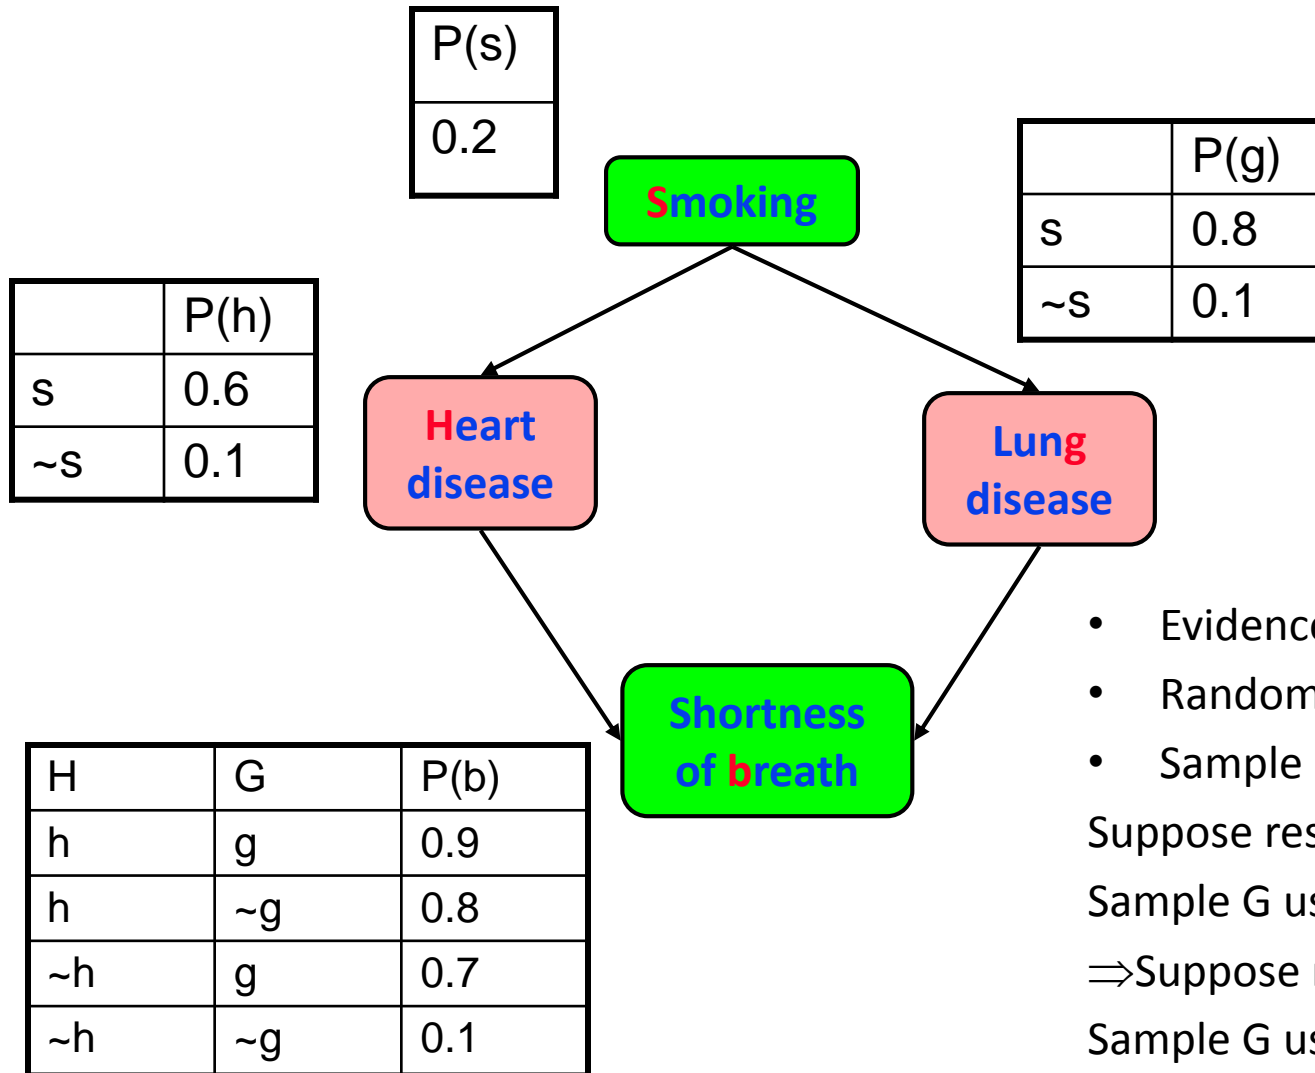 P(s)
0.2
Smoking
P(g)
s 0.8
~s 0.1
P(h)
s 0.6
~s 0.1
Heart
disease
Lung
disease
Shortness
of breath
H G P(b)
h g 0.9
h ~g 0.8
~h g 0.7
~h ~g 0.1
• Evidence
• Random
• Sample
Suppose res
Sample G us
⇒Suppose r
Sample G us